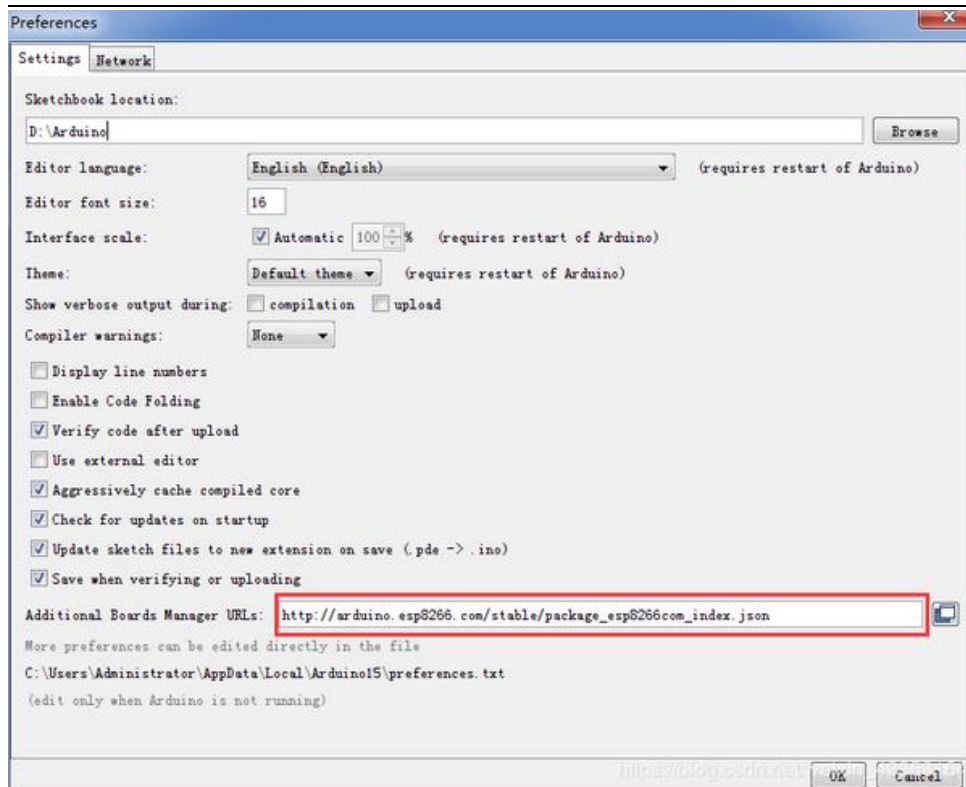 Preferences
Settings Network
Sketchbook location:
D:\Arduino Browse
Editor language: English (English) (requires restart of Arduino)
Editor font size: 16
Interface scale: Automatic 100 % (requires restart of Arduino)
Theme: Default theme (requires restart of Arduino)
Show verbose output during: compilation upload
Compiler warnings: None
Display line numbers
Enable Code Folding
Verify code after upload
Use external editor
Aggressively cache compiled core
Check for updates on startup
Update sketch files to new extension on save (.pde -> .ino)
Save when verifying or uploading
Additional Boards Manager URLs: http://arduino.esp8266.com/stable/package_esp8266com_index.json
More preferences can be edited directly in the file
C:\Users\Administrator\AppData\Local\Arduino15\preferences.txt
(edit only when Arduino is not running)
OK Cancel